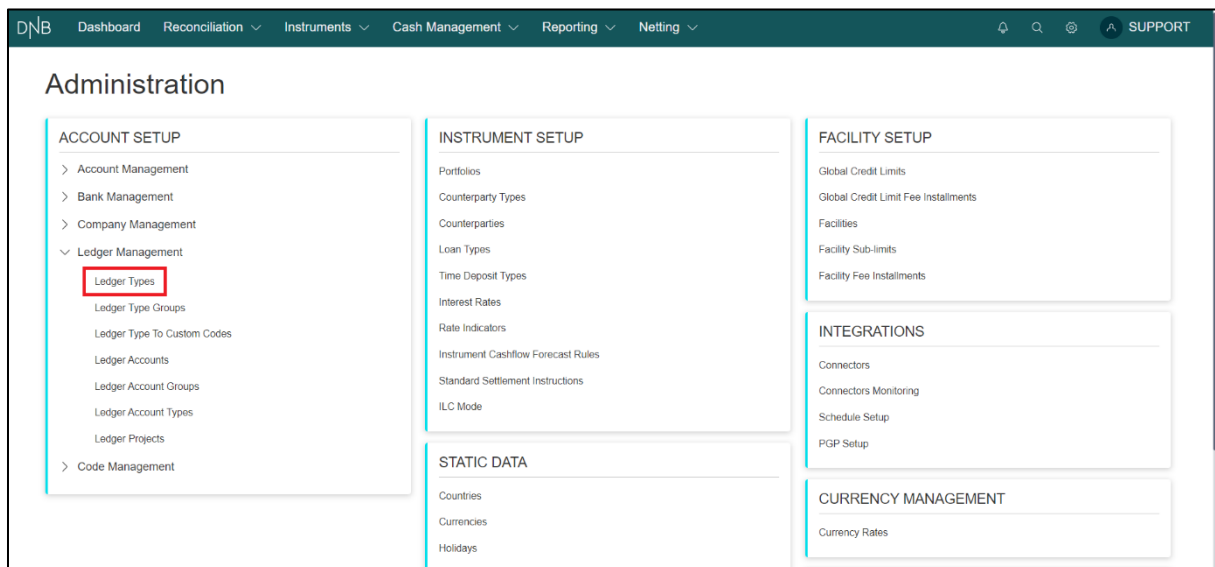 DNB Dashboard Reconciliation Instruments Cash Management Reporting Netting SUPPORT
Administration
ACCOUNT SETUP
Account Management
Bank Management
Company Management
Ledger Management
Ledger Types
Ledger Type Groups
Ledger Type To Custom Codes
Ledger Accounts
Ledger Account Groups
Ledger Account Types
Ledger Projects
Code Management
INSTRUMENT SETUP
Portfolios
Counterparty Types
Counterparties
Loan Types
Time Deposit Types
Interest Rates
Rate Indicators
Instrument Cashflow Forecast Rules
Standard Settlement Instructions
ILC Mode
STATIC DATA
Countries
Currencies
Holidays
FACILITY SETUP
Global Credit Limits
Global Credit Limit Fee Installments
Facilities
Facility Sub-limits
Facility Fee Installments
INTEGRATIONS
Connectors
Connectors Monitoring
Schedule Setup
PGP Setup
CURRENCY MANAGEMENT
Currency Rates